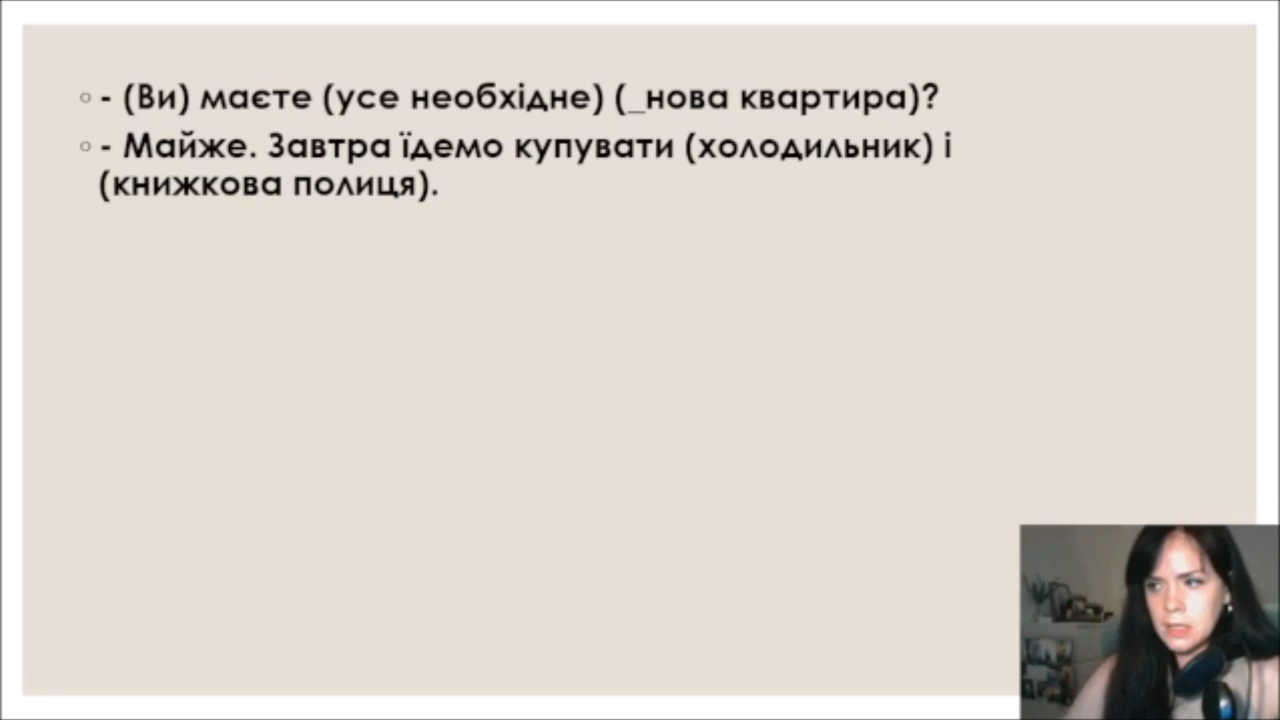 - (Ви) маєте (усе необхідне) (_нова квартира)?
- Майже. Завтра їдемо купувати (холодильник) і
(книжкова полиця).